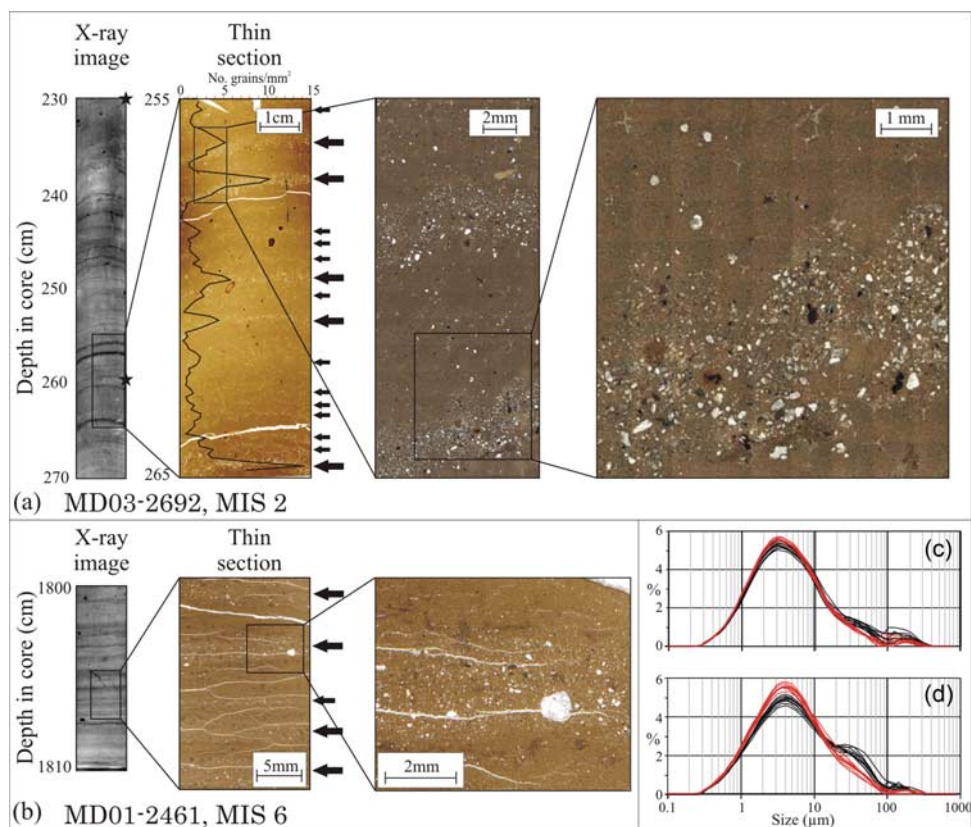 X-ray image
Thin section
No. grains/mm²
0 5 10 15
230
240
250
260
270
Depth in core (cm)
255
265
1cm
2mm
1 mm
(a) MD03-2692, MIS 2
X-ray image
Thin section
1800
1810
Depth in core (cm)
5mm
2mm
(b) MD01-2461, MIS 6
(c)
6
4
%
2
0
(d)
6
4
%
2
0
0.1 1 10 100 1000
Size (µm)